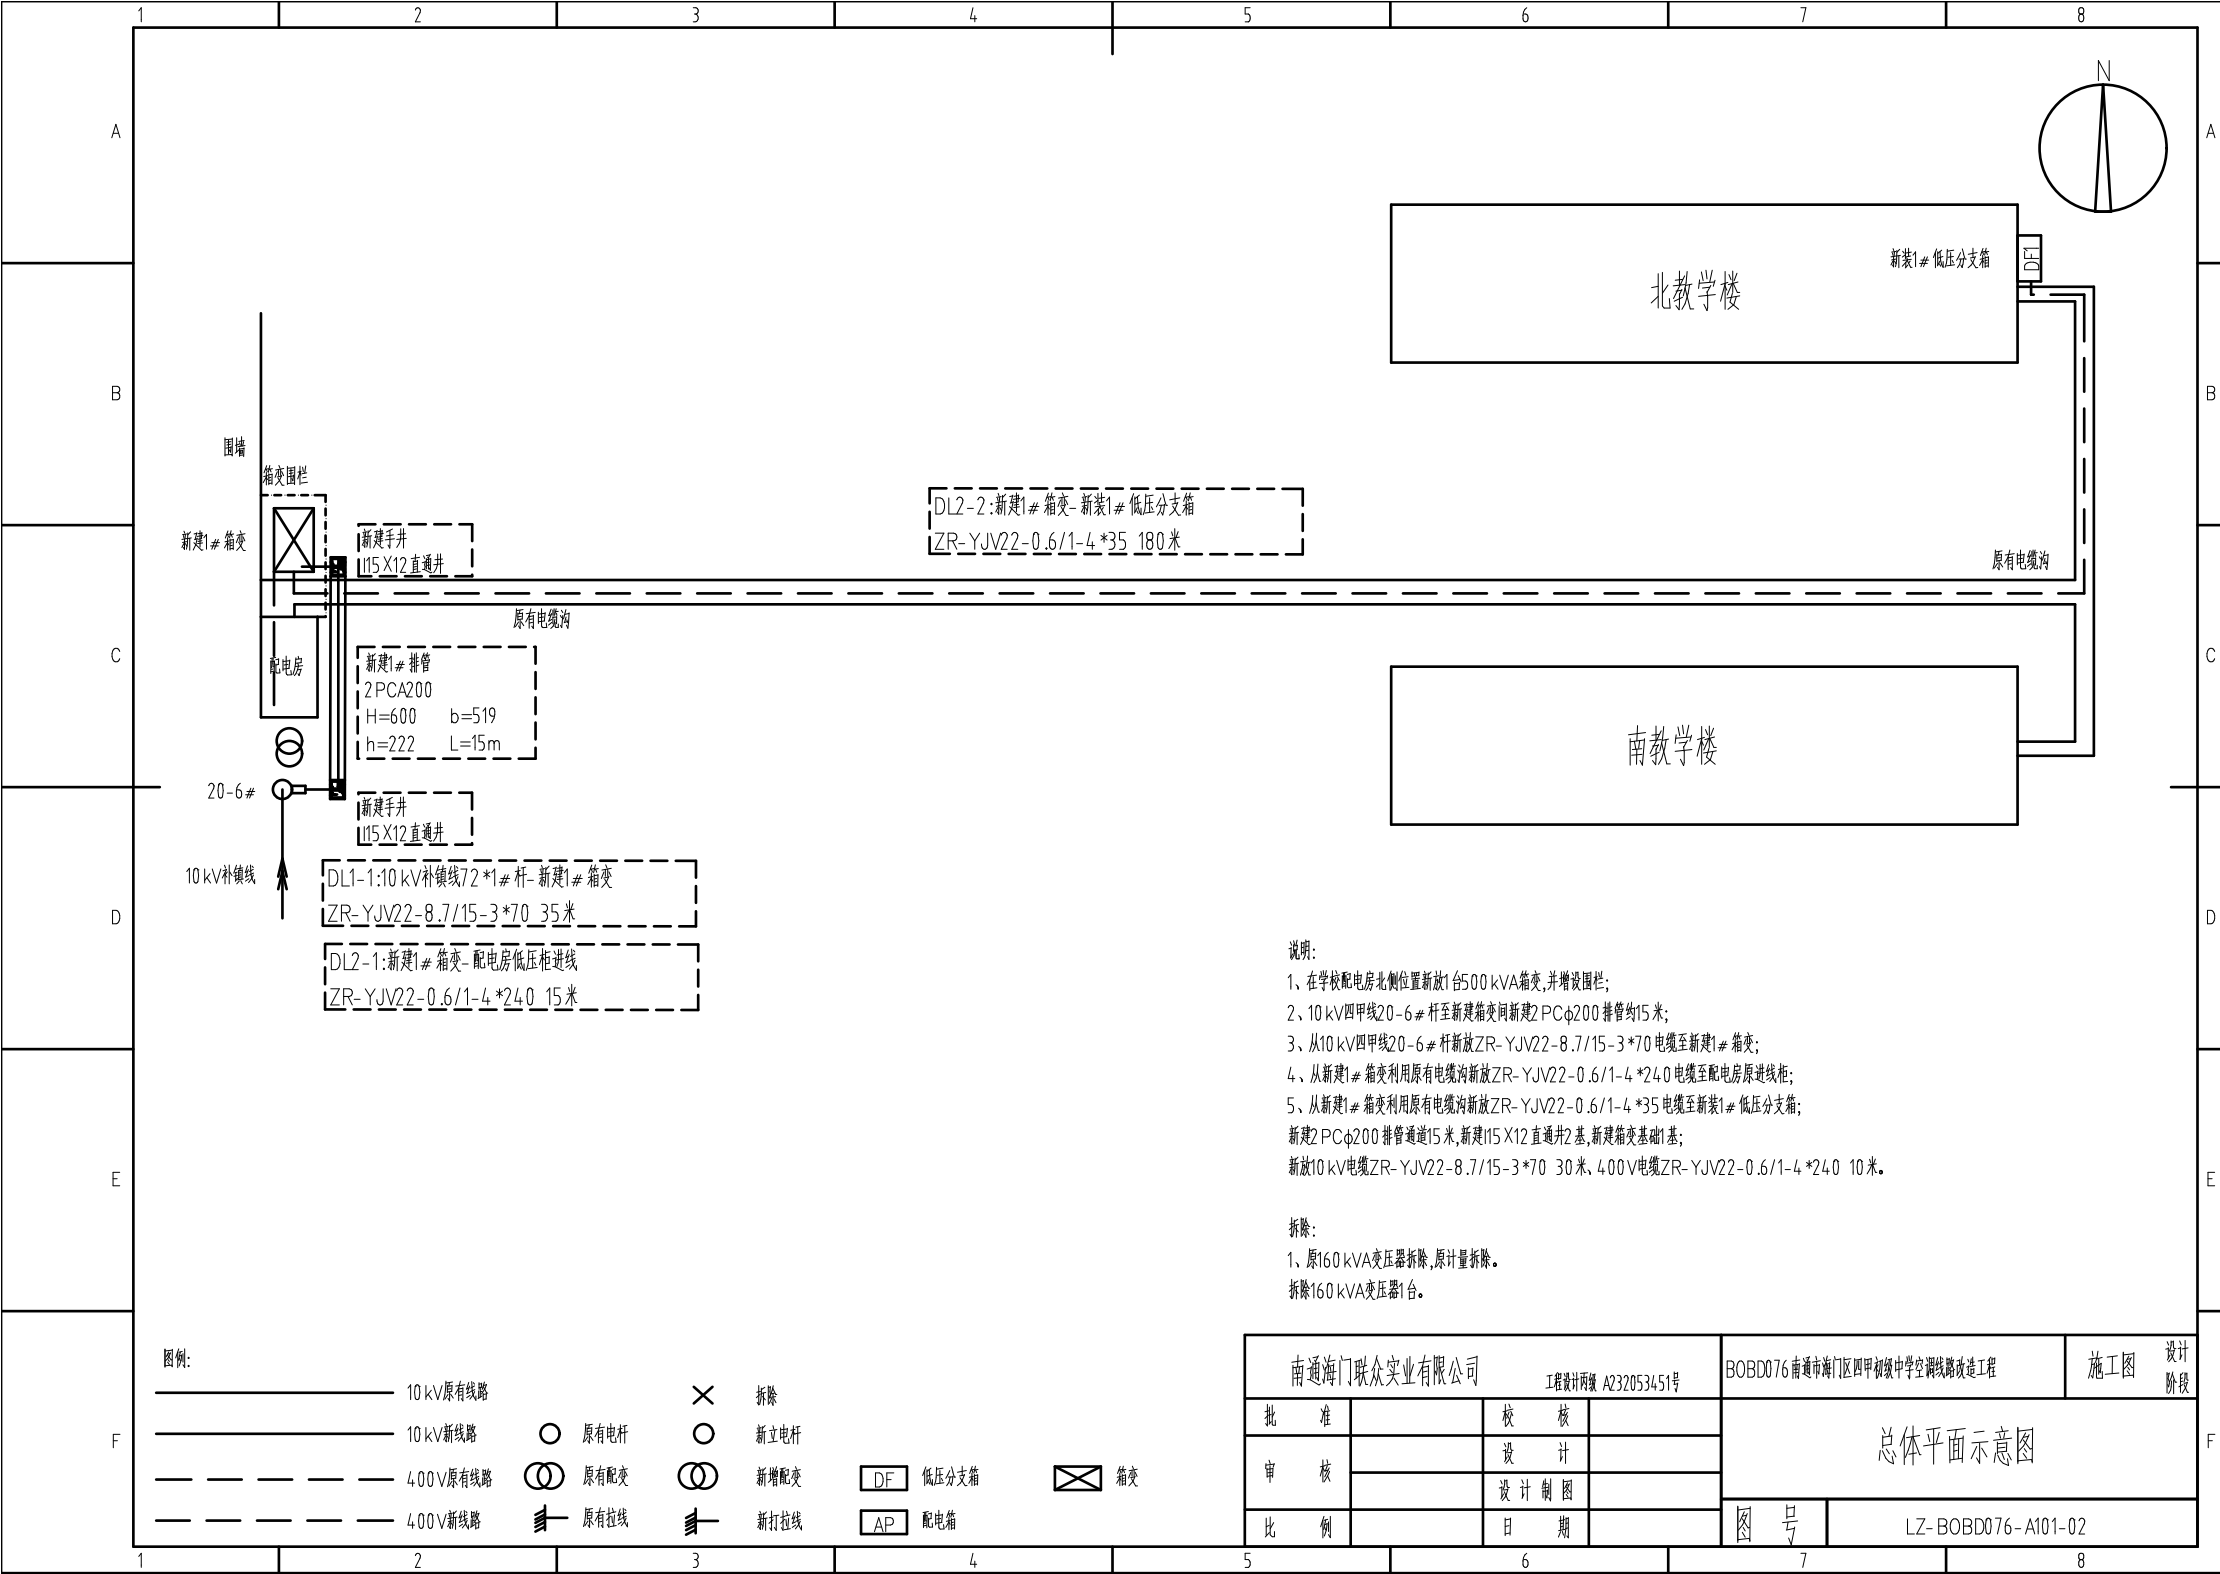 1 2 3 4 5 6 7 8
N
A A
北教学楼
新装1#低压分支箱
DF1
B B
围墙
箱变围栏
新建1#箱变
新建手井
I15X12直通井
DL2-2:新建1#箱变-新装1#低压分支箱
ZR-YJV22-0.6/1-4*35 180米
原有电缆沟
原有电缆沟
C C
配电房
新建1#排管
2PCA200
H=600 b=519
h=222 L=15m
南教学楼
20-6#
新建手井
I15X12直通井
10kV补镇线
DL1-1:10kV补镇线72*1#杆-新建1#箱变
ZR-YJV22-8.7/15-3*70 35米
D D
DL2-1:新建1#箱变-配电房低压柜进线
ZR-YJV22-0.6/1-4*240 15米
说明:
1、在学校配电房北侧位置新放1台500kVA箱变,并增设围栏;
2、10kV四甲线20-6#杆至新建箱变间新建2PCφ200排管约15米;
3、从10kV四甲线20-6#杆新放ZR-YJV22-8.7/15-3*70电缆至新建1#箱变;
4、从新建1#箱变利用原有电缆沟新放ZR-YJV22-0.6/1-4*240电缆至配电房原进线柜;
5、从新建1#箱变利用原有电缆沟新放ZR-YJV22-0.6/1-4*35电缆至新装1#低压分支箱;
新建2PCφ200排管通道15米,新建I15X12直通井2基,新建箱变基础1基;
新放10kV电缆ZR-YJV22-8.7/15-3*70 30米、400V电缆ZR-YJV22-0.6/1-4*240 10米。
E E
拆除:
1、原160kVA变压器拆除,原计量拆除。
拆除160kVA变压器1台。
图例:
10kV原有线路
拆除
10kV新线路
原有电杆
新立电杆
400V原有线路
原有配变
新增配变
DF
低压分支箱
箱变
400V新线路
原有拉线
新打拉线
AP
配电箱
F F
南通海门联众实业有限公司
工程设计丙级 A232053451号
BOBD076南通市海门区四甲初级中学空调线路改造工程
施工图
设计
阶段
批 准
校 核
总体平面示意图
审 核
设 计
设计制图
比 例
日 期
图 号
LZ-BOBD076-A101-02
1 2 3 4 5 6 7 8